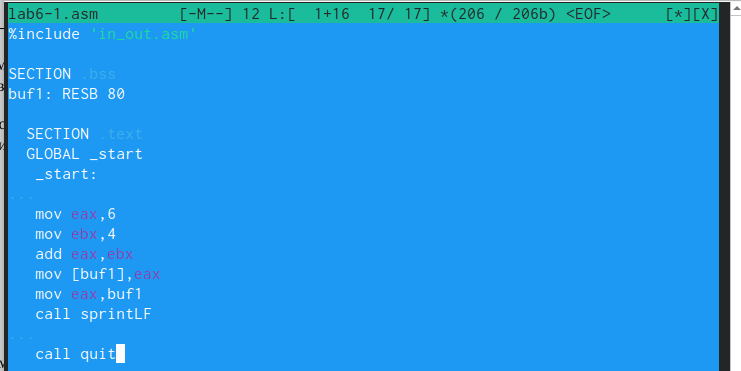 lab6-1.asm [-M--] 12 L:[ 1+16 17/ 17] *(206 / 206b) <EOF> [*][X]
%include 'in_out.asm'
SECTION .bss
buf1: RESB 80
SECTION .text
GLOBAL _start
_start:
...
mov eax,6
mov ebx,4
add eax,ebx
mov [buf1],eax
mov eax,buf1
call sprintLF
...
call quit